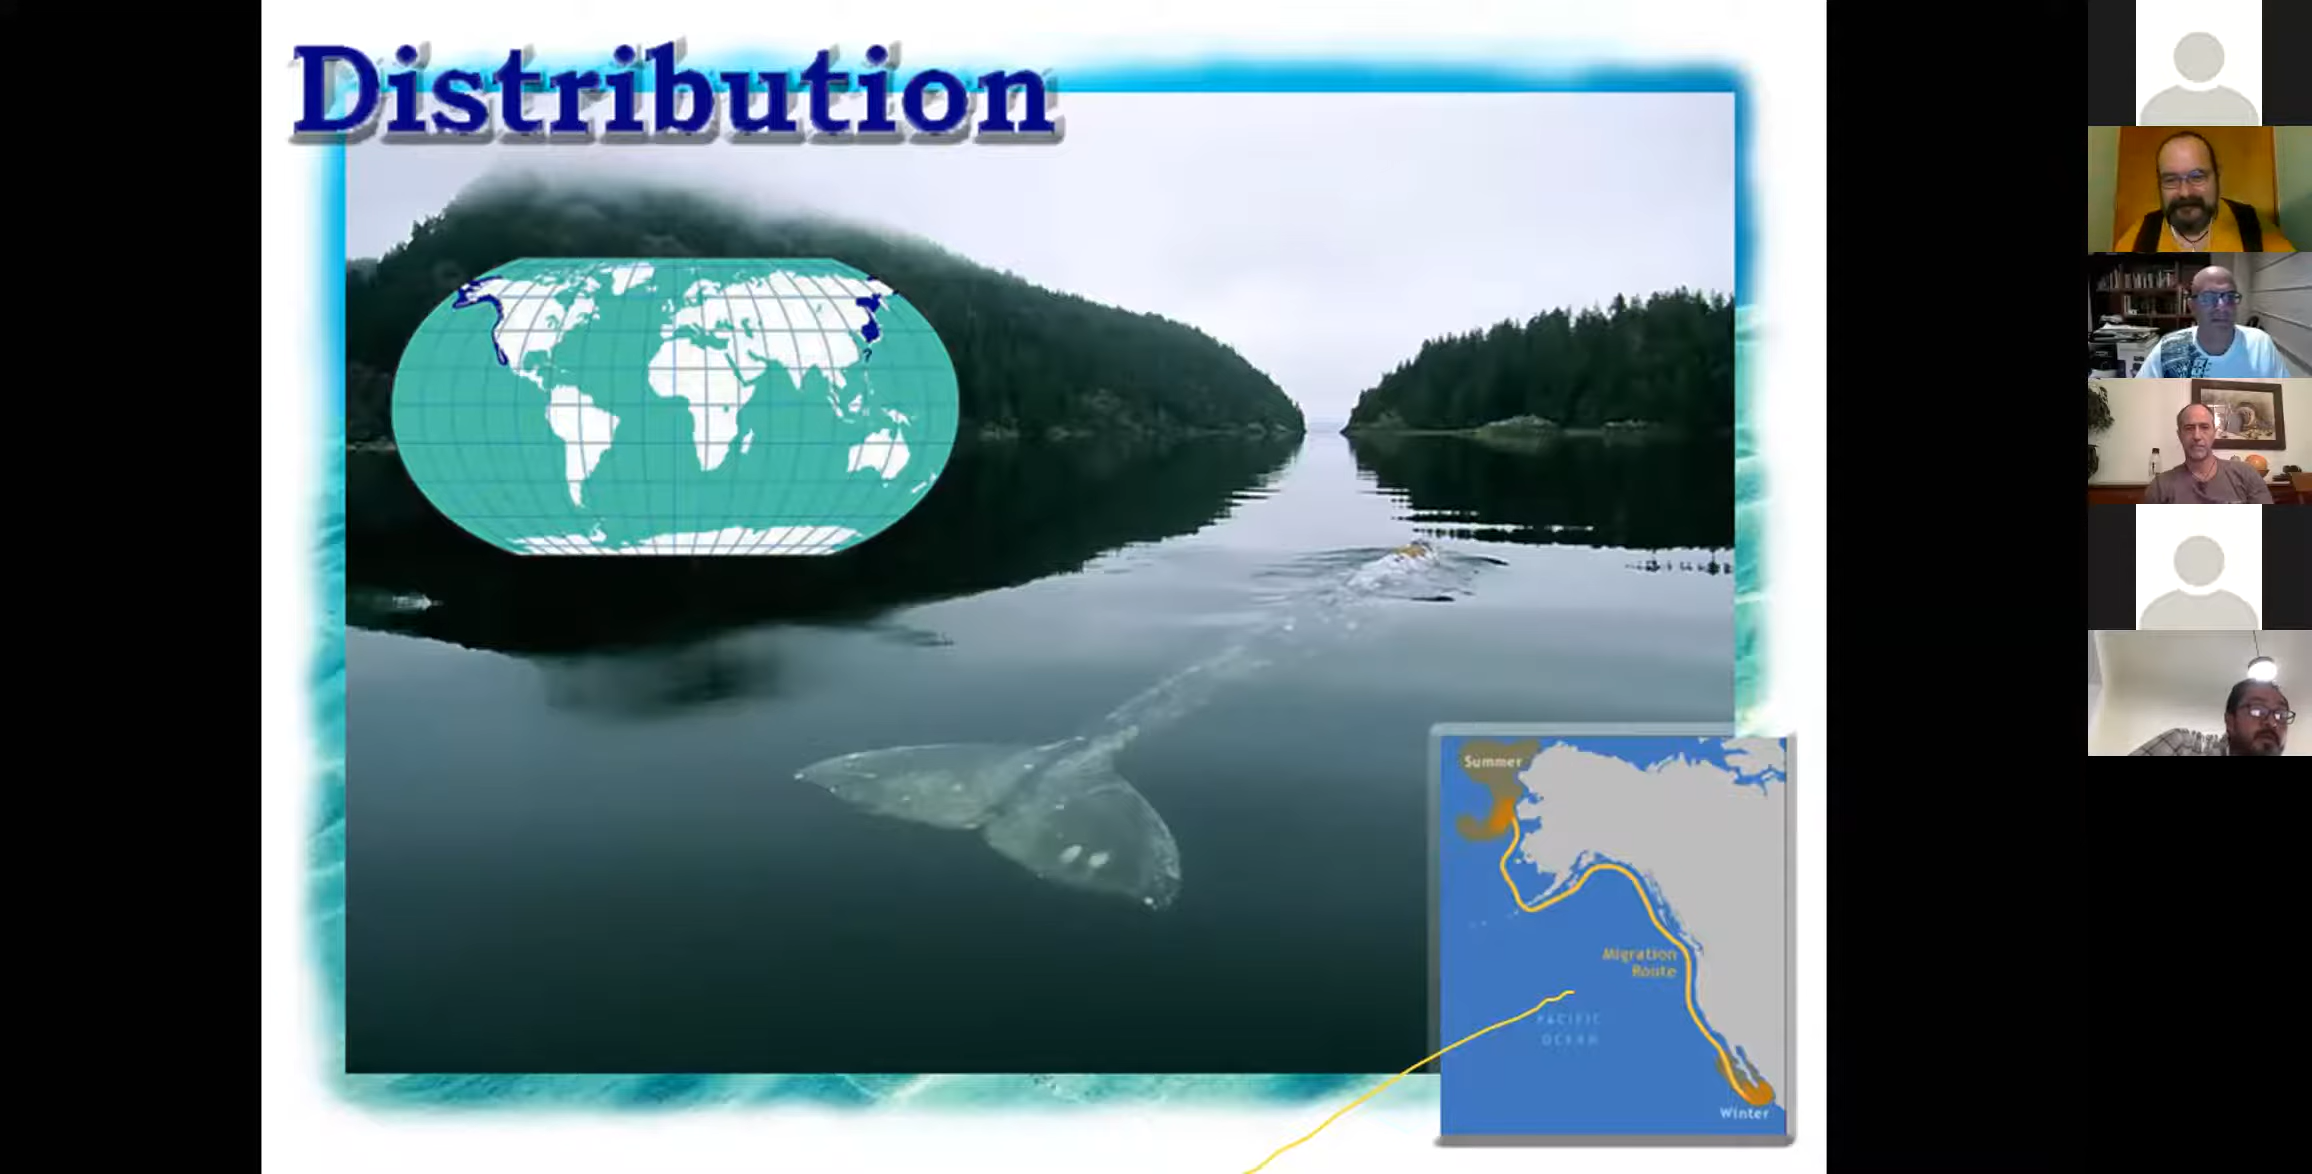 Distribution
?
Summer
Migration
Route
PACIFIC
OCEAN
Winter